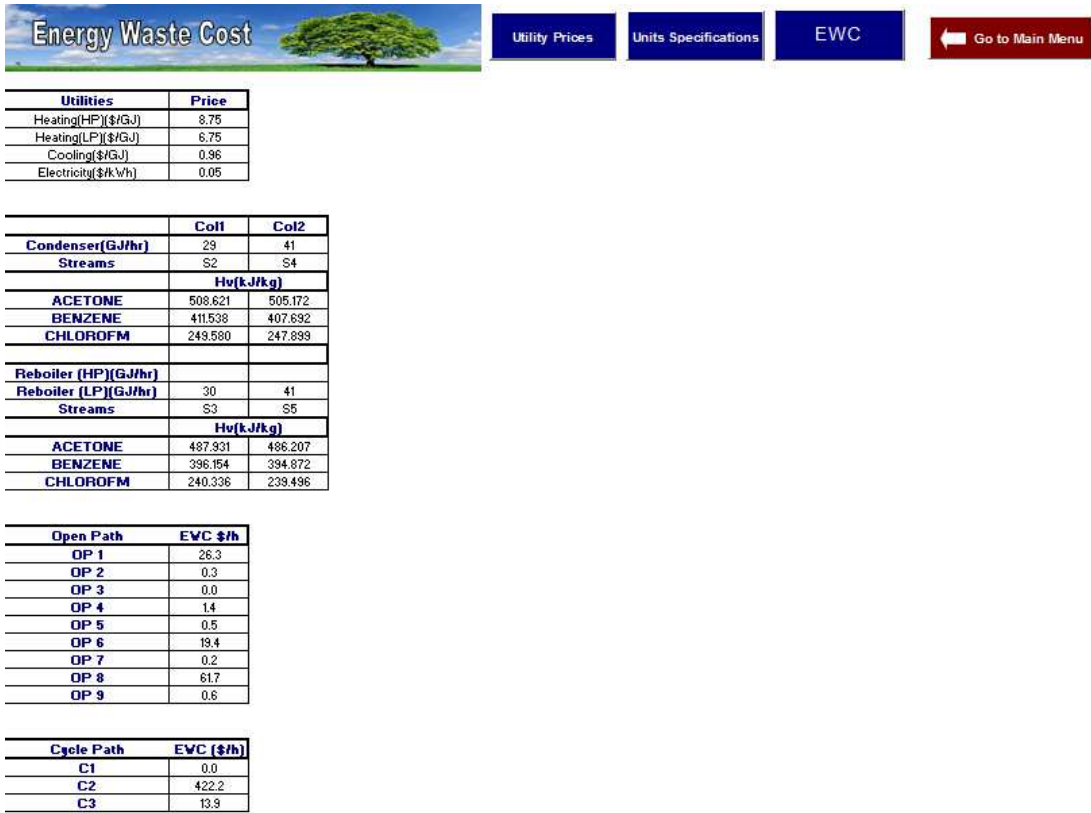 Energy Waste Cost
Utility Prices
Units Specifications
EWC
Go to Main Menu
Utilities Price
Heating(HP)($/GJ) 8.75
Heating(LP)($/GJ) 6.75
Cooling($/GJ) 0.96
Electricity($/kWh) 0.05
Col1 Col2
Condenser(GJ/hr) 29 41
Streams S2 S4
Hv(kJ/kg)
ACETONE 508.621 505.172
BENZENE 411.538 407.692
CHLOROFM 249.580 247.899
Reboiler (HP)(GJ/hr)
Reboiler (LP)(GJ/hr) 30 41
Streams S3 S5
Hv(kJ/kg)
ACETONE 487.931 486.207
BENZENE 396.154 394.872
CHLOROFM 240.336 239.496
Open Path EWC $/h
OP 1 26.3
OP 2 0.3
OP 3 0.0
OP 4 1.4
OP 5 0.5
OP 6 19.4
OP 7 0.2
OP 8 61.7
OP 9 0.6
Cycle Path EWC ($/h)
C1 0.0
C2 422.2
C3 13.9